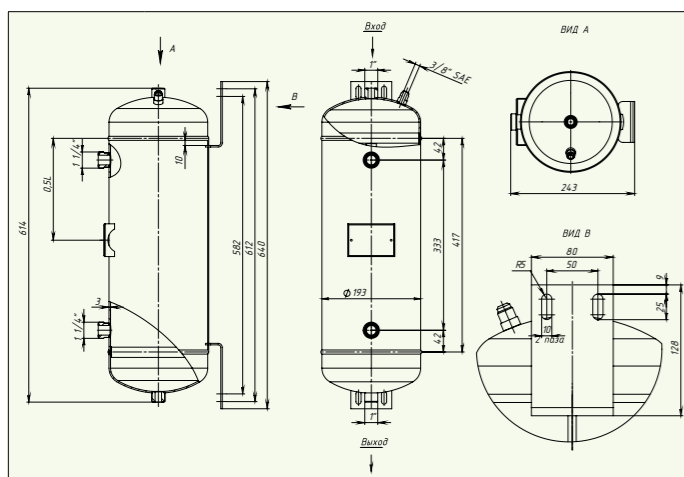 А
614
0,5L
1 1/4"
10
3
1 1/4"
582
612
640
В
Вход
1"
3/8" SAE
42
333
417
Ф193
42
1"
Выход
ВИД А
243
ВИД В
80
50
R5
9
25
128
10
2 паза